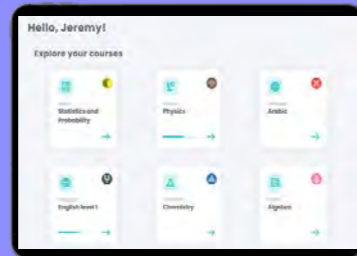 Hello, Jeremy!
Explore your courses
Statistics and
Probability
Physics
Arabic
English level 1
Chemistry
Algebra